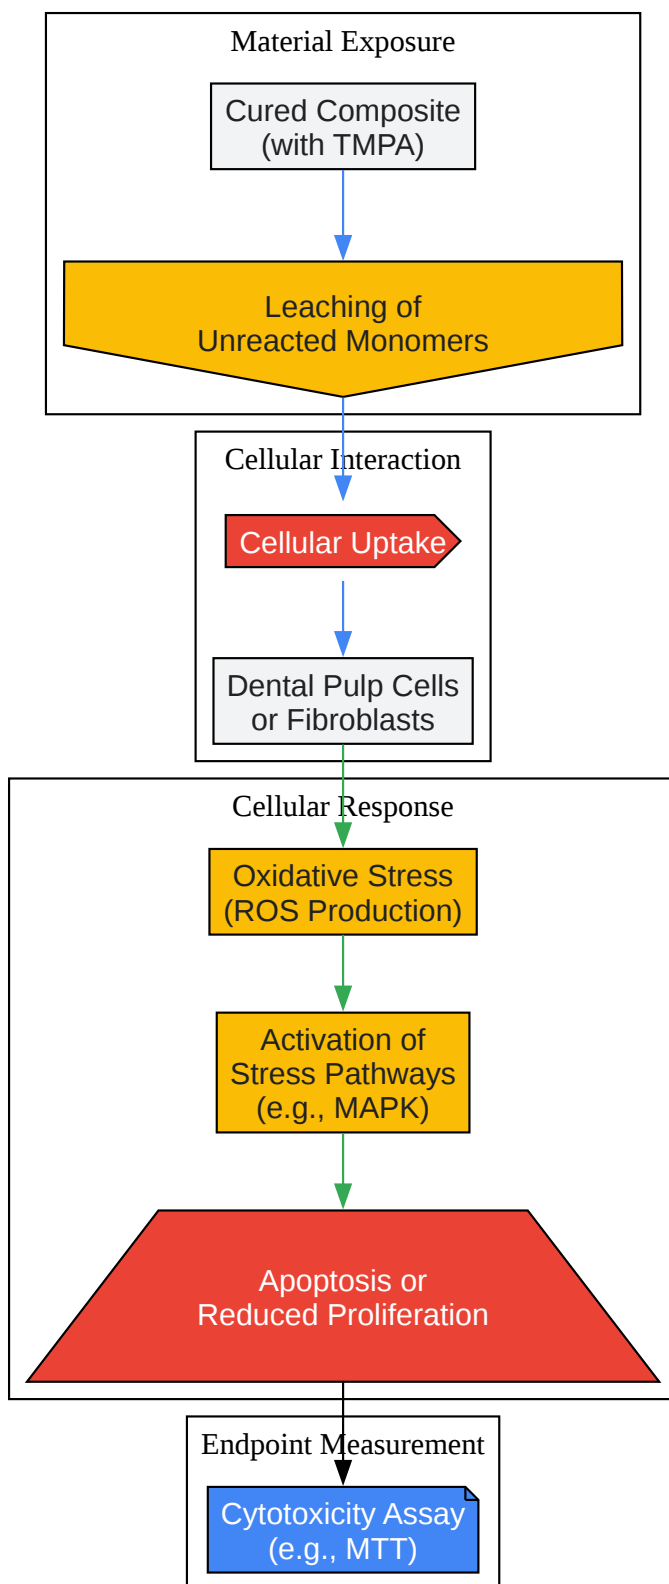 Material Exposure
Cured Composite
(with TMPA)
Leaching of
Unreacted Monomers
Cellular Interaction
Cellular Uptake
Dental Pulp Cells
or Fibroblasts
Cellular Response
Oxidative Stress
(ROS Production)
Activation of
Stress Pathways
(e.g., MAPK)
Apoptosis or
Reduced Proliferation
Endpoint Measurement
Cytotoxicity Assay
(e.g., MTT)